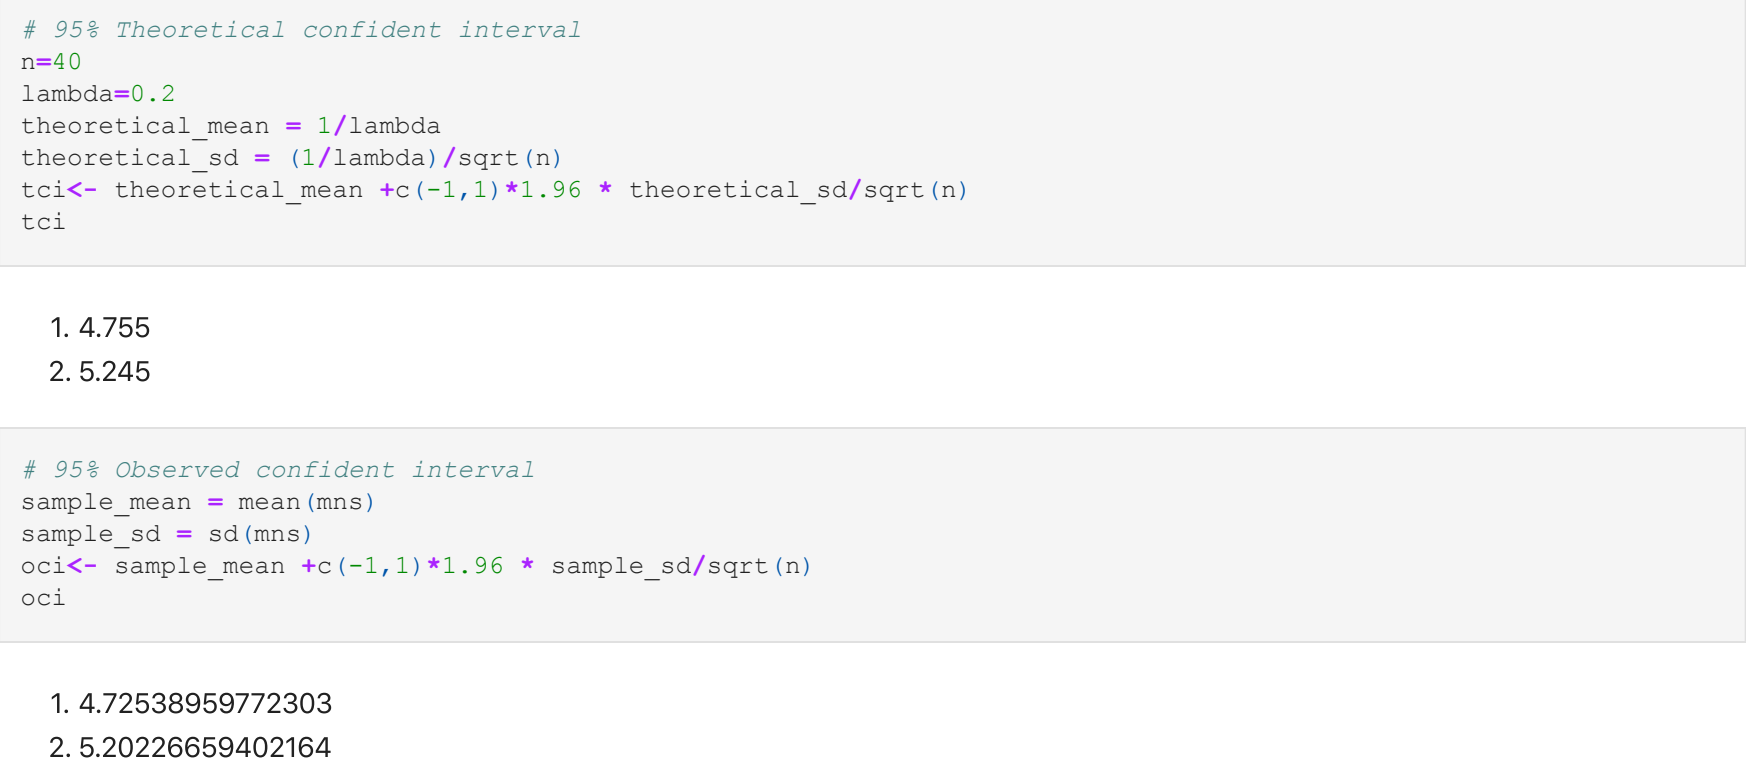 # 95% Theoretical confident interval
n=40
lambda=0.2
theoretical_mean = 1/lambda
theoretical_sd = (1/lambda)/sqrt(n)
tci<- theoretical_mean +c(-1,1)*1.96 * theoretical_sd/sqrt(n)
tci
1. 4.755
2. 5.245
# 95% Observed confident interval
sample_mean = mean(mns)
sample_sd = sd(mns)
oci<- sample_mean +c(-1,1)*1.96 * sample_sd/sqrt(n)
oci
1. 4.72538959772303
2. 5.20226659402164